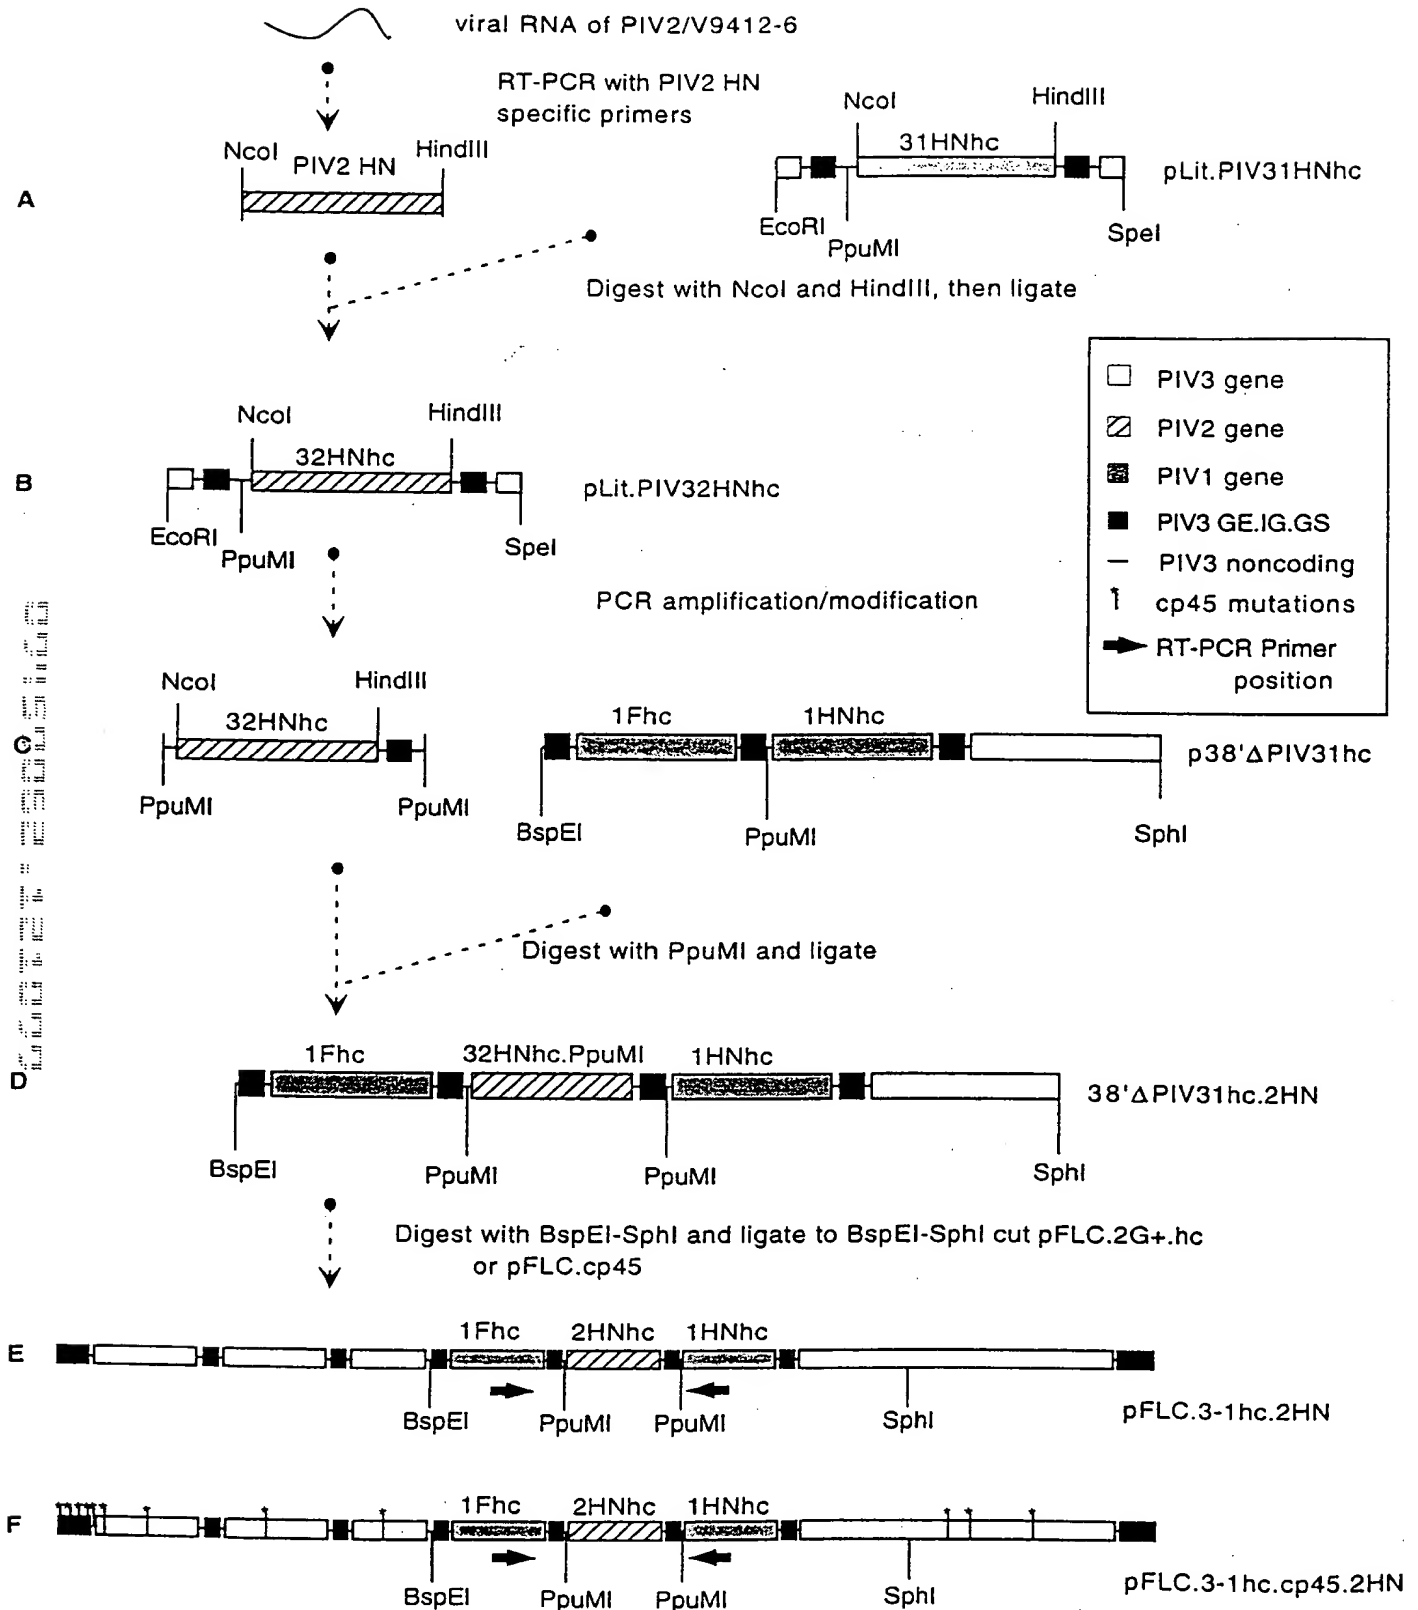 viral RNA of PIV2/V9412-6
RT-PCR with PIV2 HN
specific primers
NcoI
HindIII
NcoI
PIV2 HN
HindIII
31HNhc
pLit.PIV31HNhc
A
EcoRI
PpuMI
SpeI
Digest with NcoI and HindIII, then ligate
PIV3 gene
PIV2 gene
PIV1 gene
PIV3 GE.IG.GS
PIV3 noncoding
cp45 mutations
RT-PCR Primer
position
NcoI
HindIII
32HNhc
B
pLit.PIV32HNhc
EcoRI
PpuMI
SpeI
PCR amplification/modification
NcoI
HindIII
32HNhc
1Fhc
1HNhc
C
p38'ΔPIV31hc
PpuMI
PpuMI
BspEI
PpuMI
SphI
Digest with PpuMI and ligate
1Fhc
32HNhc.PpuMI
1HNhc
D
38'ΔPIV31hc.2HN
BspEI
PpuMI
PpuMI
SphI
Digest with BspEI-SphI and ligate to BspEI-SphI cut pFLC.2G+.hc
or pFLC.cp45
1Fhc
2HNhc
1HNhc
E
BspEI
PpuMI
PpuMI
SphI
pFLC.3-1hc.2HN
1Fhc
2HNhc
1HNhc
F
BspEI
PpuMI
PpuMI
SphI
pFLC.3-1hc.cp45.2HN